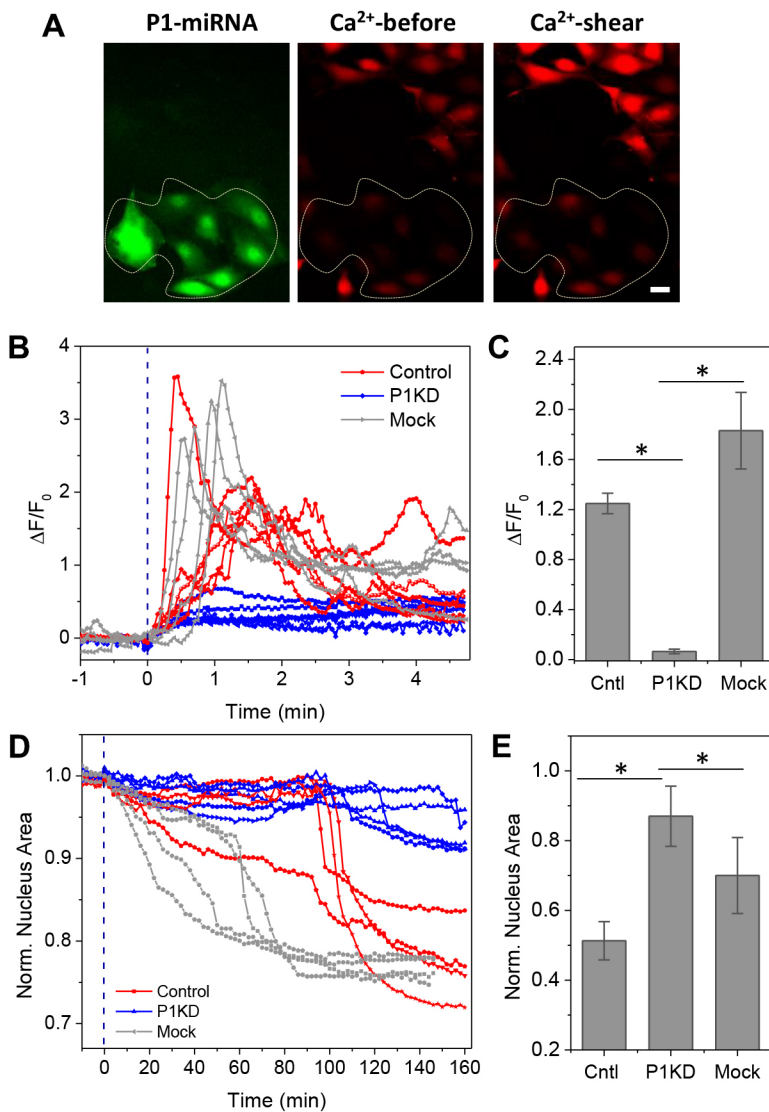 A
P1-miRNA
Ca²⁺-before
Ca²⁺-shear
B
4
3
2
1
0
ΔF/F₀
-1
0
1
2
3
4
Time (min)
Control
P1KD
Mock
C
2.4
2.0
1.6
1.2
0.8
0.4
0.0
ΔF/F₀
*
*
Cntl
P1KD
Mock
D
1.0
0.9
0.8
0.7
Norm. Nucleus Area
0
20
40
60
80
100
120
140
160
Time (min)
Control
P1KD
Mock
E
1.0
0.8
0.6
0.4
0.2
Norm. Nucleus Area
*
*
Cntl
P1KD
Mock